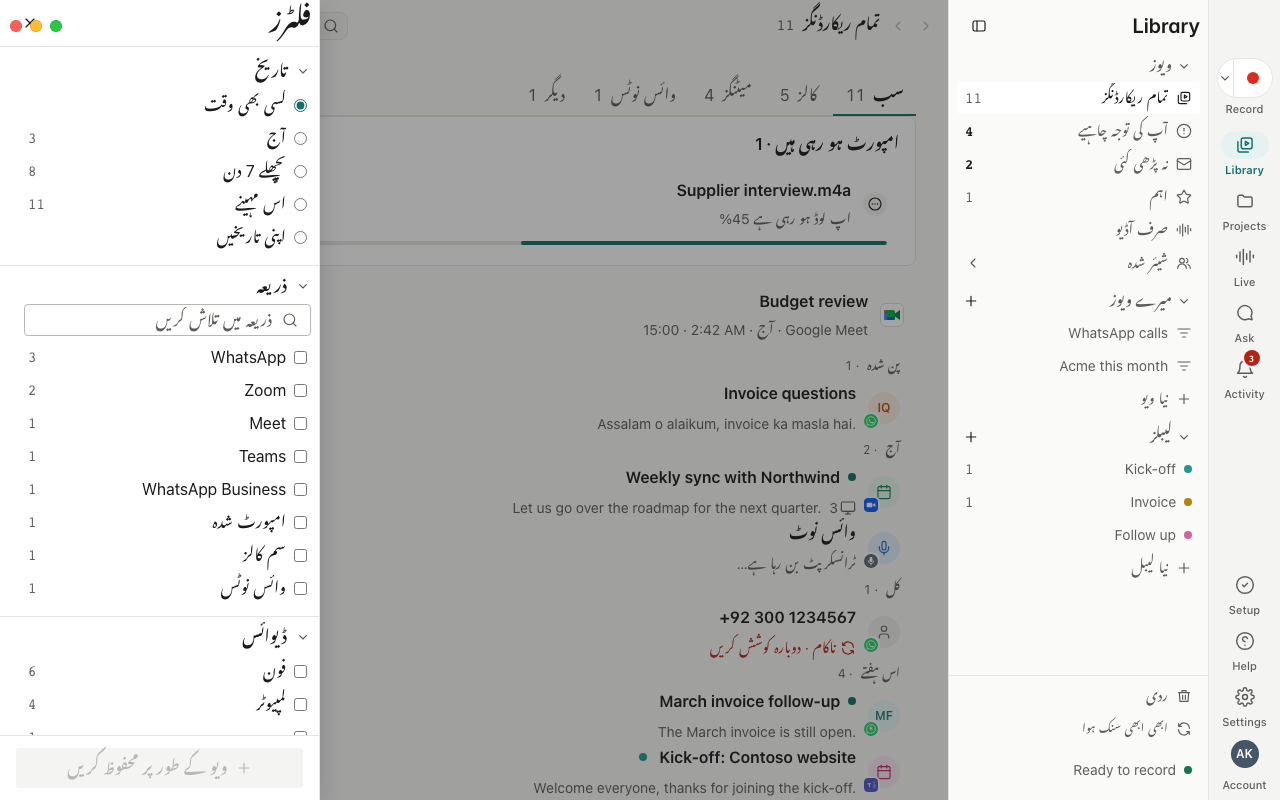 Record
Library
Projects
Live
Ask
3
Activity
Setup
Help
Settings
AK
Account
Library
ویوز
تمام ریکارڈنگز 11
آپ کی توجہ چاہیے 4
نہ پڑھی گئی 2
اہم 1
صرف آڈیو
شیئر شدہ
میرے ویوز
WhatsApp calls
Acme this month
نیا ویو
لیبلز
Kick-off 1
Invoice 1
Follow up
نیا لیبل
ردی
ابھی ابھی سنک ہوا
Ready to record
تمام ریکارڈنگز 11
سب 11 کالز 5 میٹنگز 4 وائس نوٹس 1 دیگر 1
امپورٹ ہو رہی ہیں · 1
Supplier interview.m4a
اپ لوڈ ہو رہی ہے 45%
Budget review
Google Meet · آج · 2:42 AM · 15:00
پن شدہ · 1
IQ
Invoice questions
Assalam o alaikum, invoice ka masla hai.
آج · 2
Weekly sync with Northwind
Let us go over the roadmap for the next quarter. 3
وائس نوٹ
ٹرانسکرپٹ بن رہا ہے...
کل · 1
+92 300 1234567
ناکام · دوبارہ کوشش کریں
اس ہفتے · 4
MF
March invoice follow-up
The March invoice is still open.
Kick-off: Contoso website
Welcome everyone, thanks for joining the kick-off.
فلٹرز
تاریخ
کسی بھی وقت
آج 3
پچھلے 7 دن 8
اس مہینے 11
اپنی تاریخیں
ذریعہ
ذریعہ میں تلاش کریں
WhatsApp 3
Zoom 2
Meet 1
Teams 1
WhatsApp Business 1
امپورٹ شدہ 1
سم کالز 1
وائس نوٹس 1
ڈیوائس
فون 6
کمپیوٹر 4
ویو کے طور پر محفوظ کریں